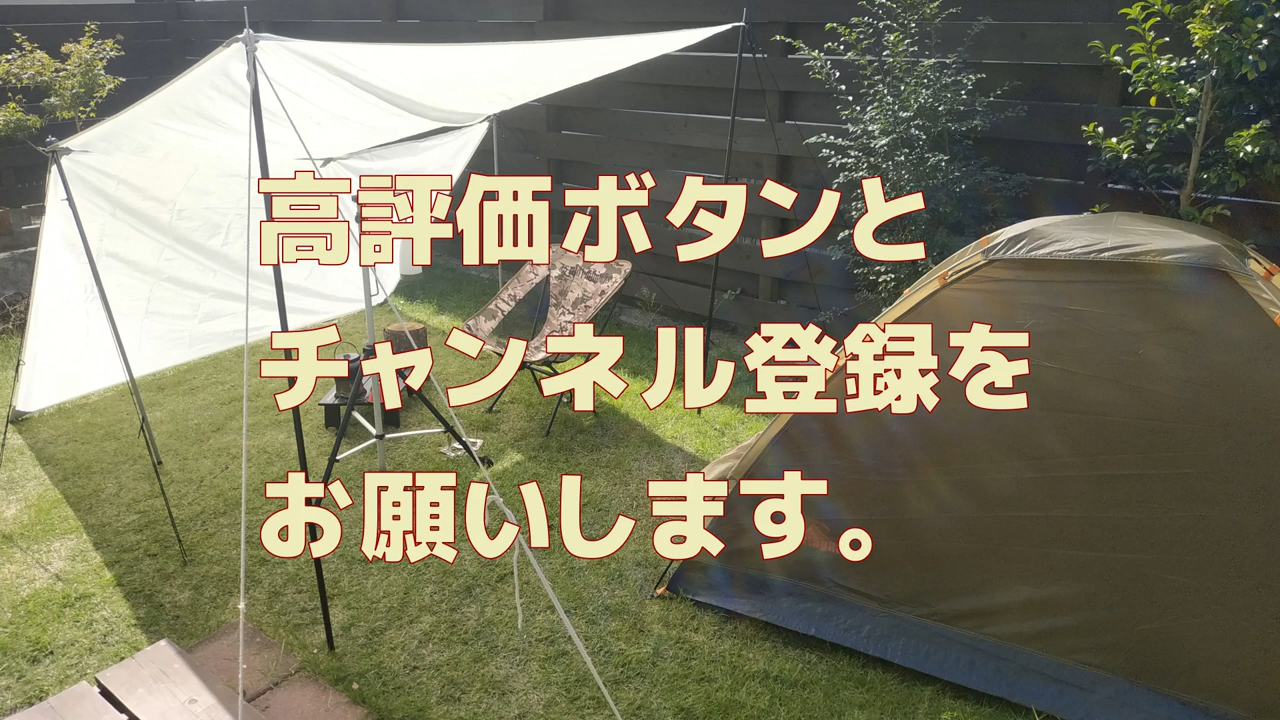 高評価ボタンと
チャンネル登録を
お願いします。